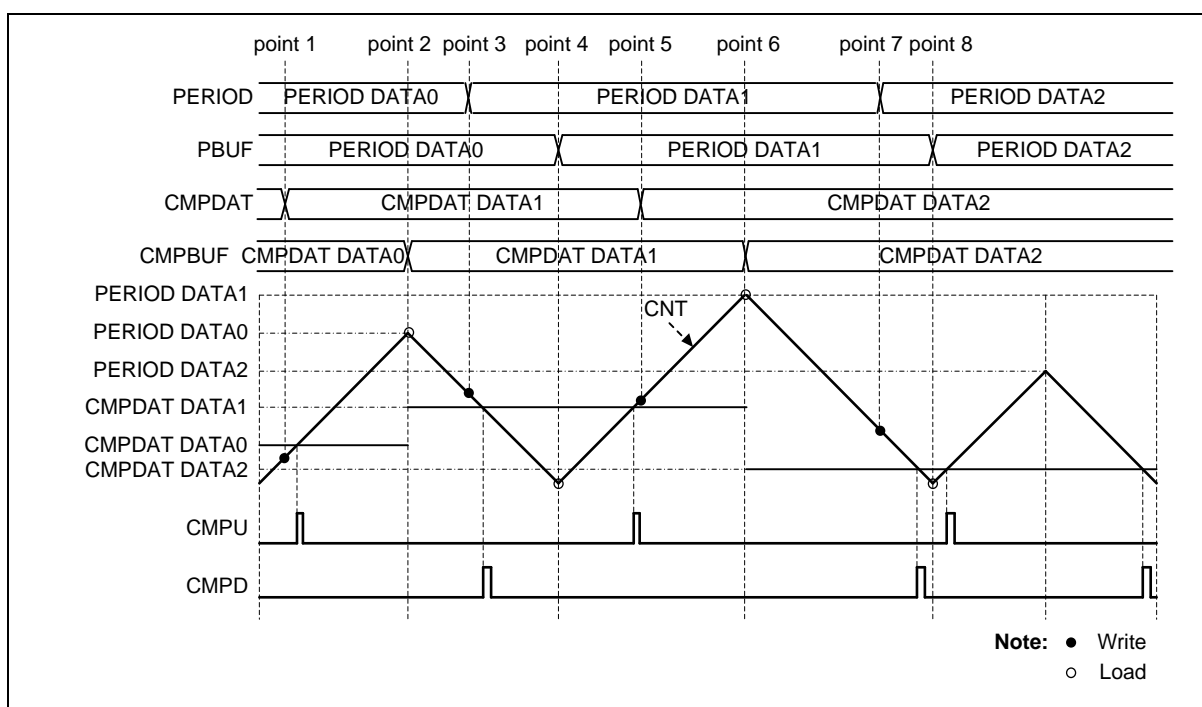 point 1 point 2 point 3 point 4 point 5 point 6 point 7 point 8
PERIOD PERIOD DATA0 PERIOD DATA1 PERIOD DATA2
PBUF PERIOD DATA0 PERIOD DATA1 PERIOD DATA2
CMPDAT CMPDAT DATA1 CMPDAT DATA2
CMPBUF CMPDAT DATA0 CMPDAT DATA1 CMPDAT DATA2
PERIOD DATA1
CNT
PERIOD DATA0
PERIOD DATA2
CMPDAT DATA1
CMPDAT DATA0
CMPDAT DATA2
CMPU
CMPD
Note: Write
Load